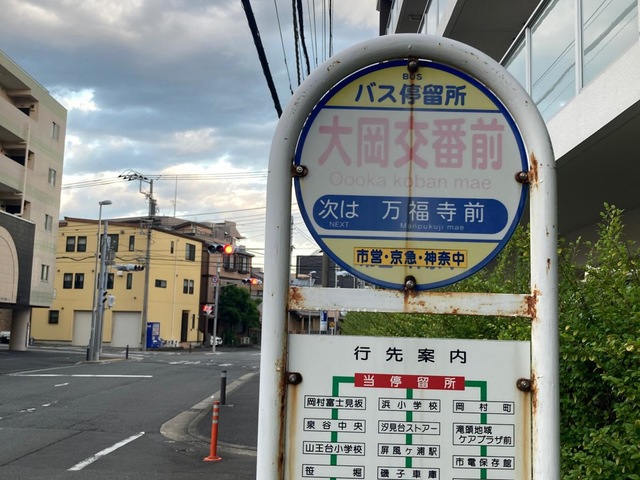 BUS
バス停留所
大岡交番前
Oooka koban mae
次は 万福寺前
NEXT Manpukuji mae
市営・京急・神奈中
行先案内
当停留所
岡村富士見坂 浜小学校 岡村町
泉谷中央 汐見台ストアー 滝頭地域ケアプラザ前
山王台小学校 屏風ヶ浦駅 市電保存館
笹堀 磯子車庫